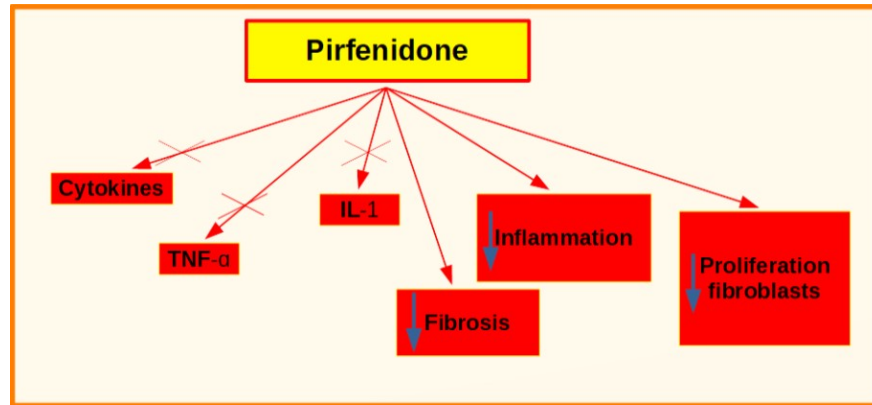 Pirfenidone
Cytokines
TNF-α
IL-1
Fibrosis
Inflammation
Proliferation
fibroblasts